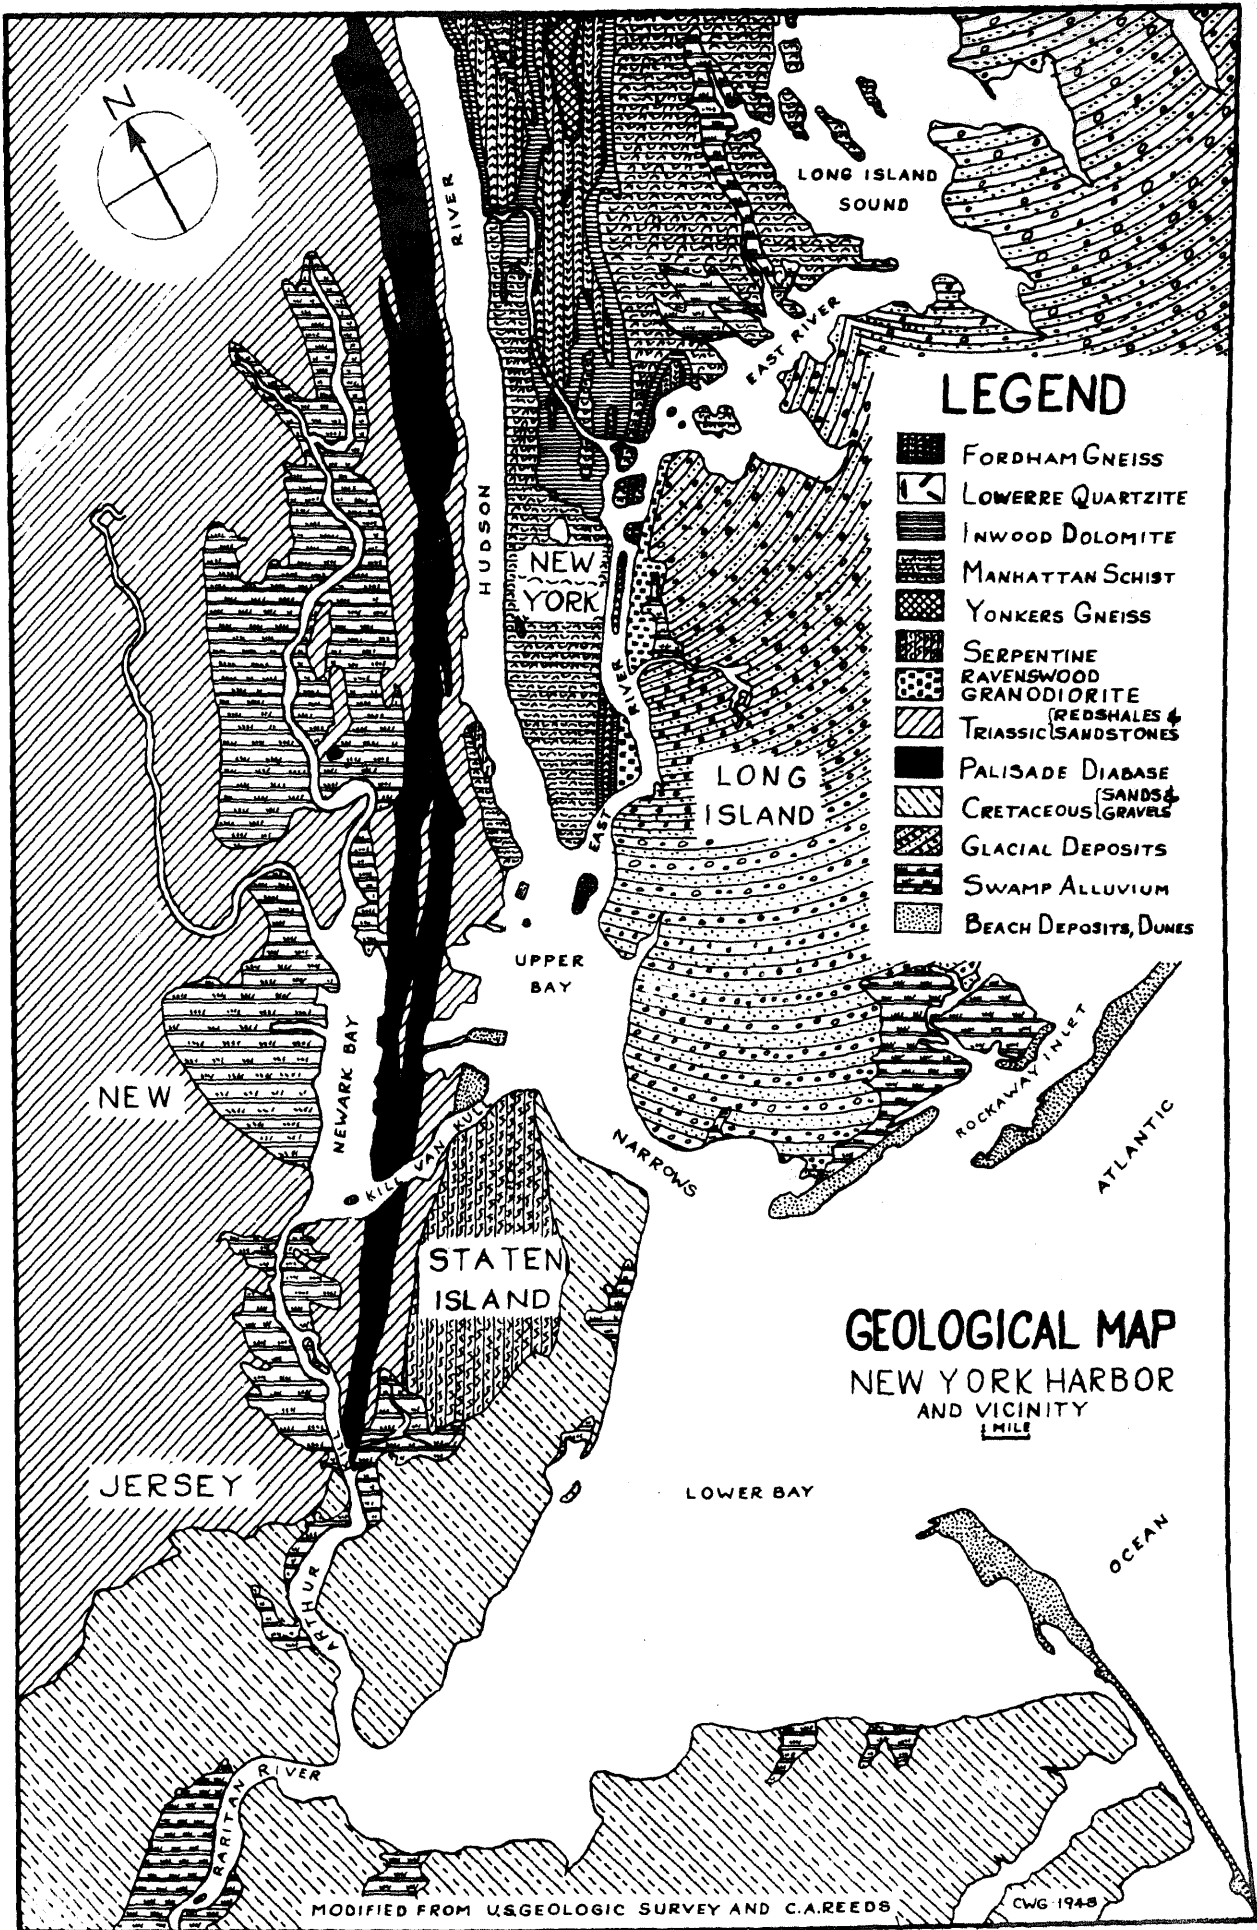 N
RIVER
LONG ISLAND
SOUND
EAST RIVER
HUDSON
NEW
YORK
RIVER
EAST
LONG
ISLAND
UPPER
BAY
NEWARK BAY
NEW
KILL VAN KULL
NARROWS
ROCKAWAY INLET
ATLANTIC
STATEN
ISLAND
JERSEY
LOWER BAY
OCEAN
ARTHUR
KILL
RARITAN RIVER
LEGEND
FORDHAM GNEISS
LOWERRE QUARTZITE
INWOOD DOLOMITE
MANHATTAN SCHIST
YONKERS GNEISS
SERPENTINE
RAVENSWOOD
GRANODIORITE
TRIASSIC { REDSHALES &
SANDSTONES
PALISADE DIABASE
CRETACEOUS { SANDS &
GRAVELS
GLACIAL DEPOSITS
SWAMP ALLUVIUM
BEACH DEPOSITS, DUNES
GEOLOGICAL MAP
NEW YORK HARBOR
AND VICINITY
1 MILE
MODIFIED FROM U.S.GEOLOGIC SURVEY AND C.A.REEDS
CWG-1948